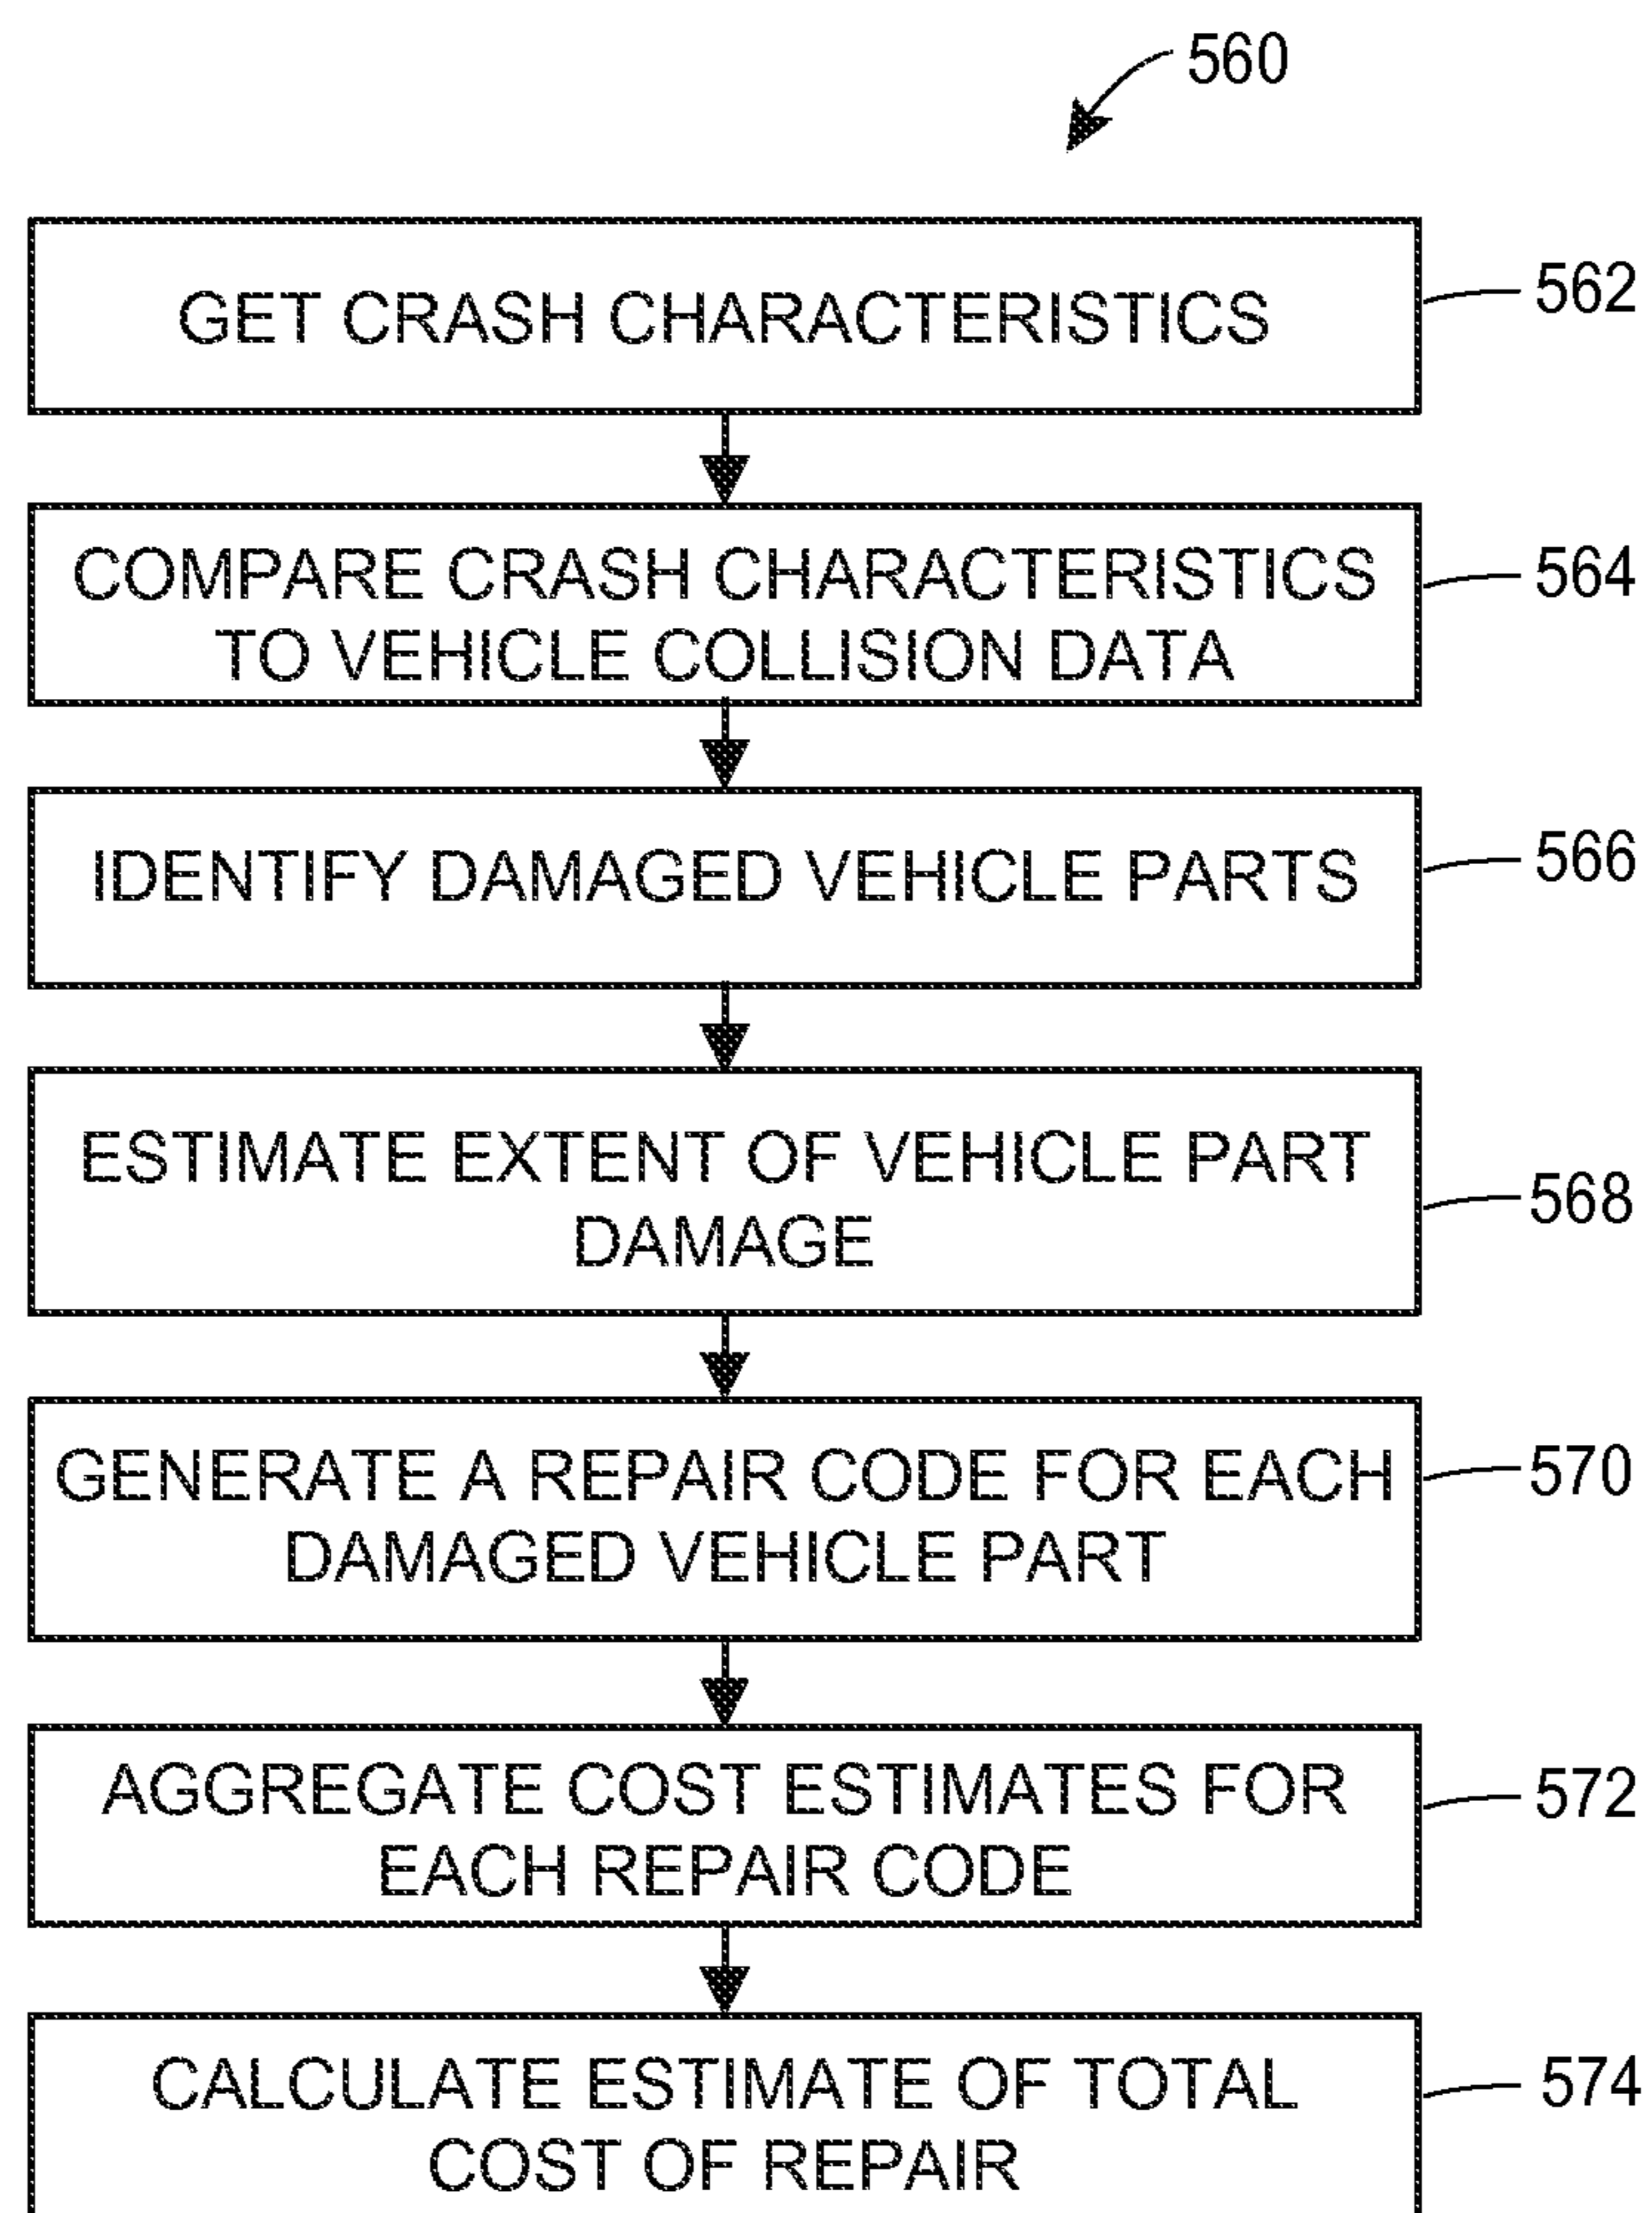 560
GET CRASH CHARACTERISTICS
562
COMPARE CRASH CHARACTERISTICS
TO VEHICLE COLLISION DATA
564
IDENTIFY DAMAGED VEHICLE PARTS
566
ESTIMATE EXTENT OF VEHICLE PART
DAMAGE
568
GENERATE A REPAIR CODE FOR EACH
DAMAGED VEHICLE PART
570
AGGREGATE COST ESTIMATES FOR
EACH REPAIR CODE
572
CALCULATE ESTIMATE OF TOTAL
COST OF REPAIR
574